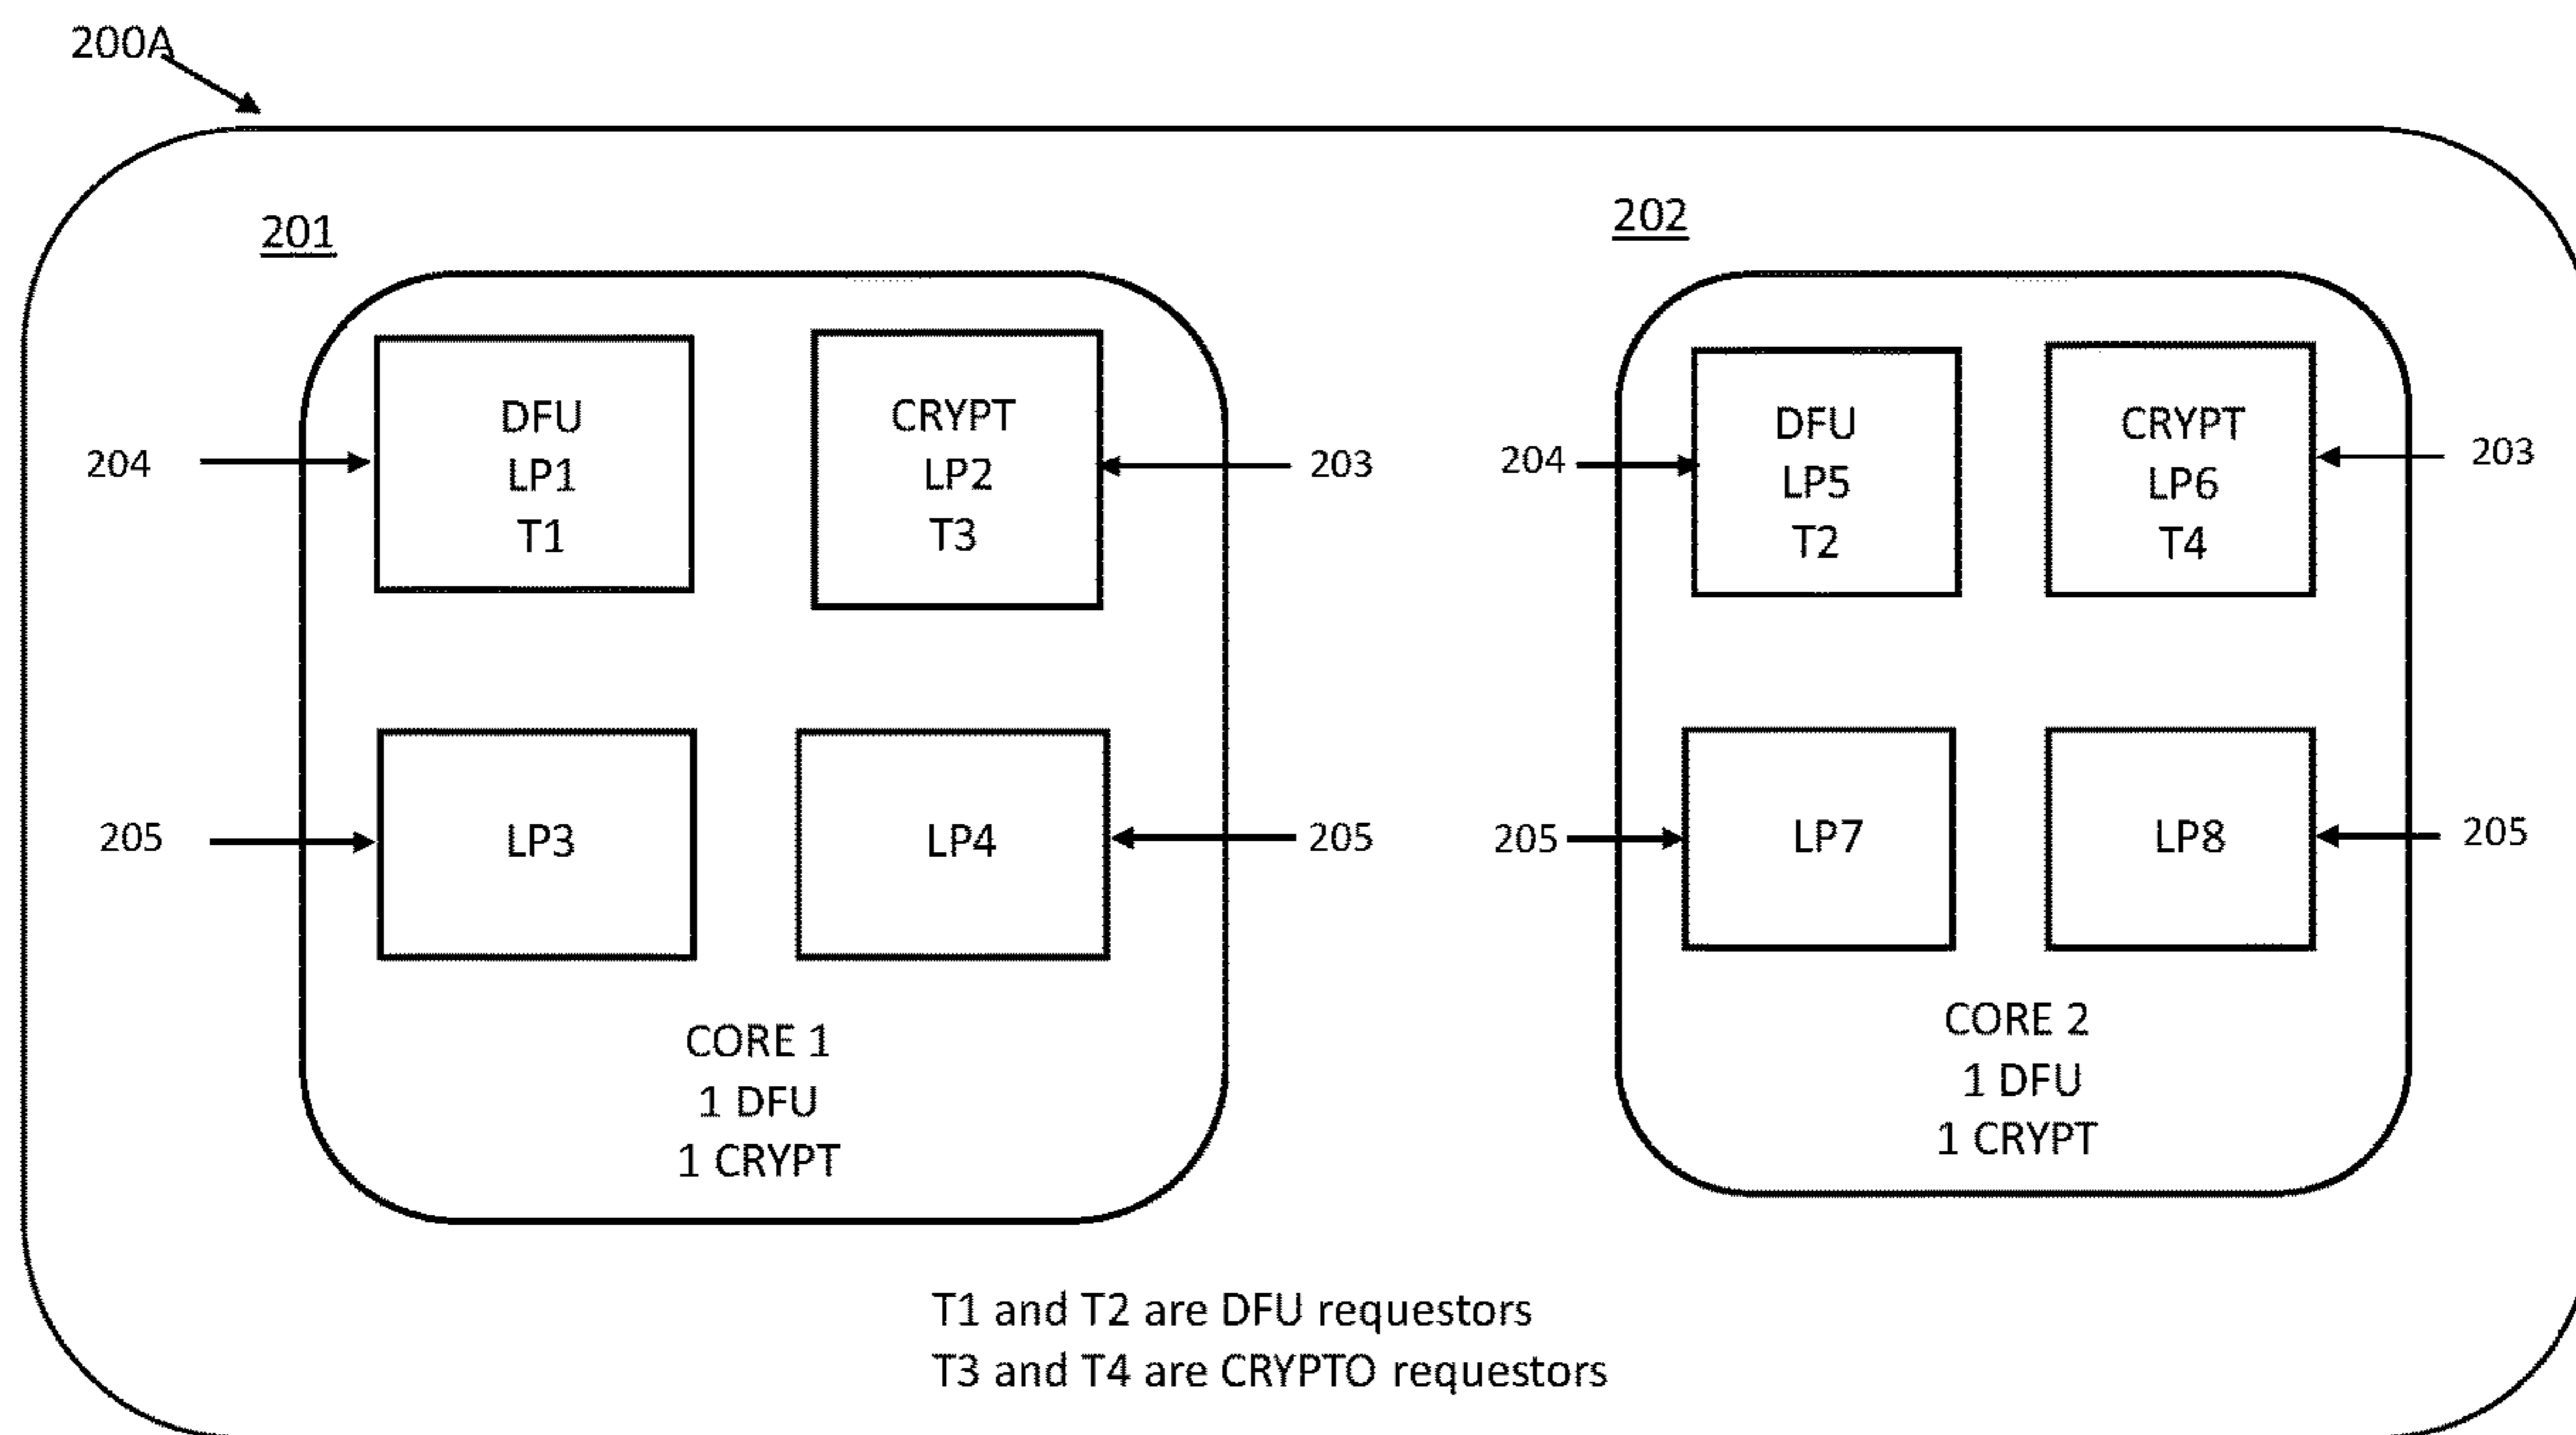 200A
201
202
204
DFU
LP1
T1
CRYPT
LP2
T3
203
204
DFU
LP5
T2
CRYPT
LP6
T4
203
205
LP3
LP4
205
205
LP7
LP8
205
CORE 1
1 DFU
1 CRYPT
CORE 2
1 DFU
1 CRYPT
T1 and T2 are DFU requestors
T3 and T4 are CRYPTO requestors